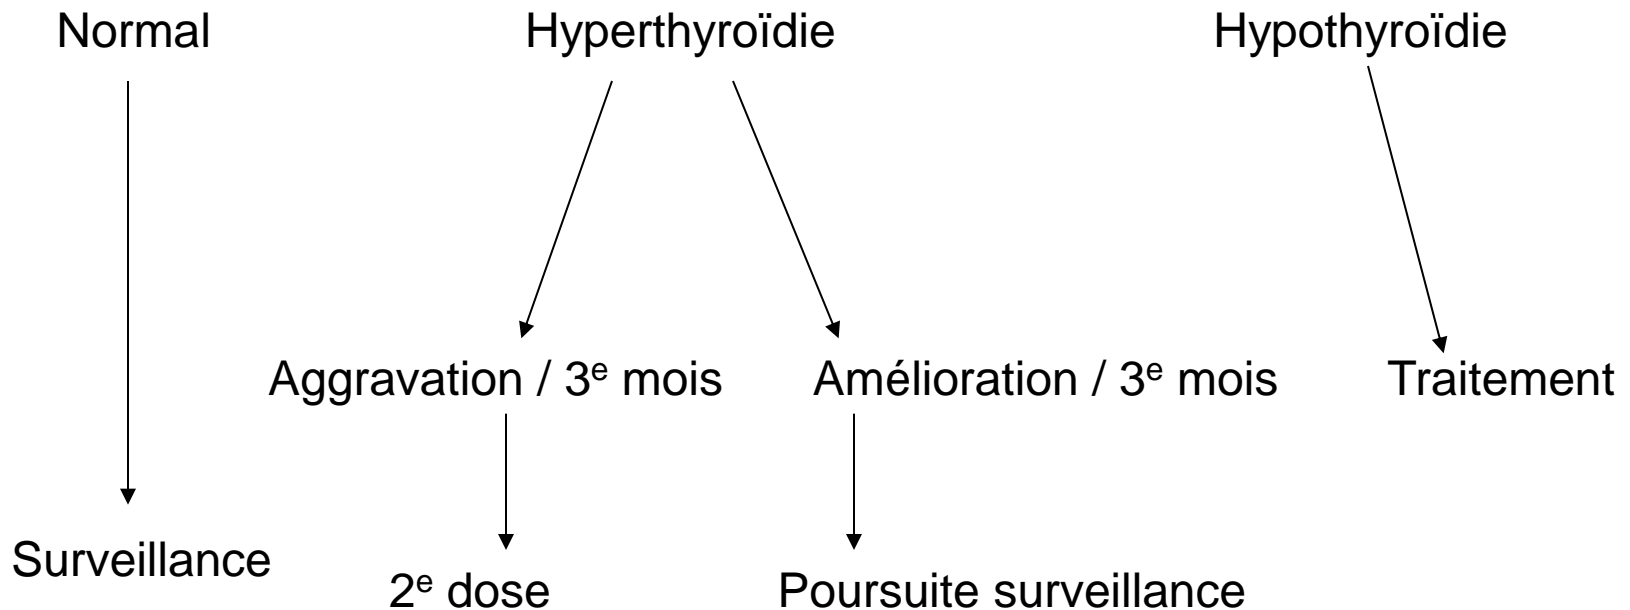 Normal Hyperthyroïdie Hypothyroïdie
Aggravation / 3e mois Amélioration / 3e mois Traitement
Surveillance
2e dose Poursuite surveillance